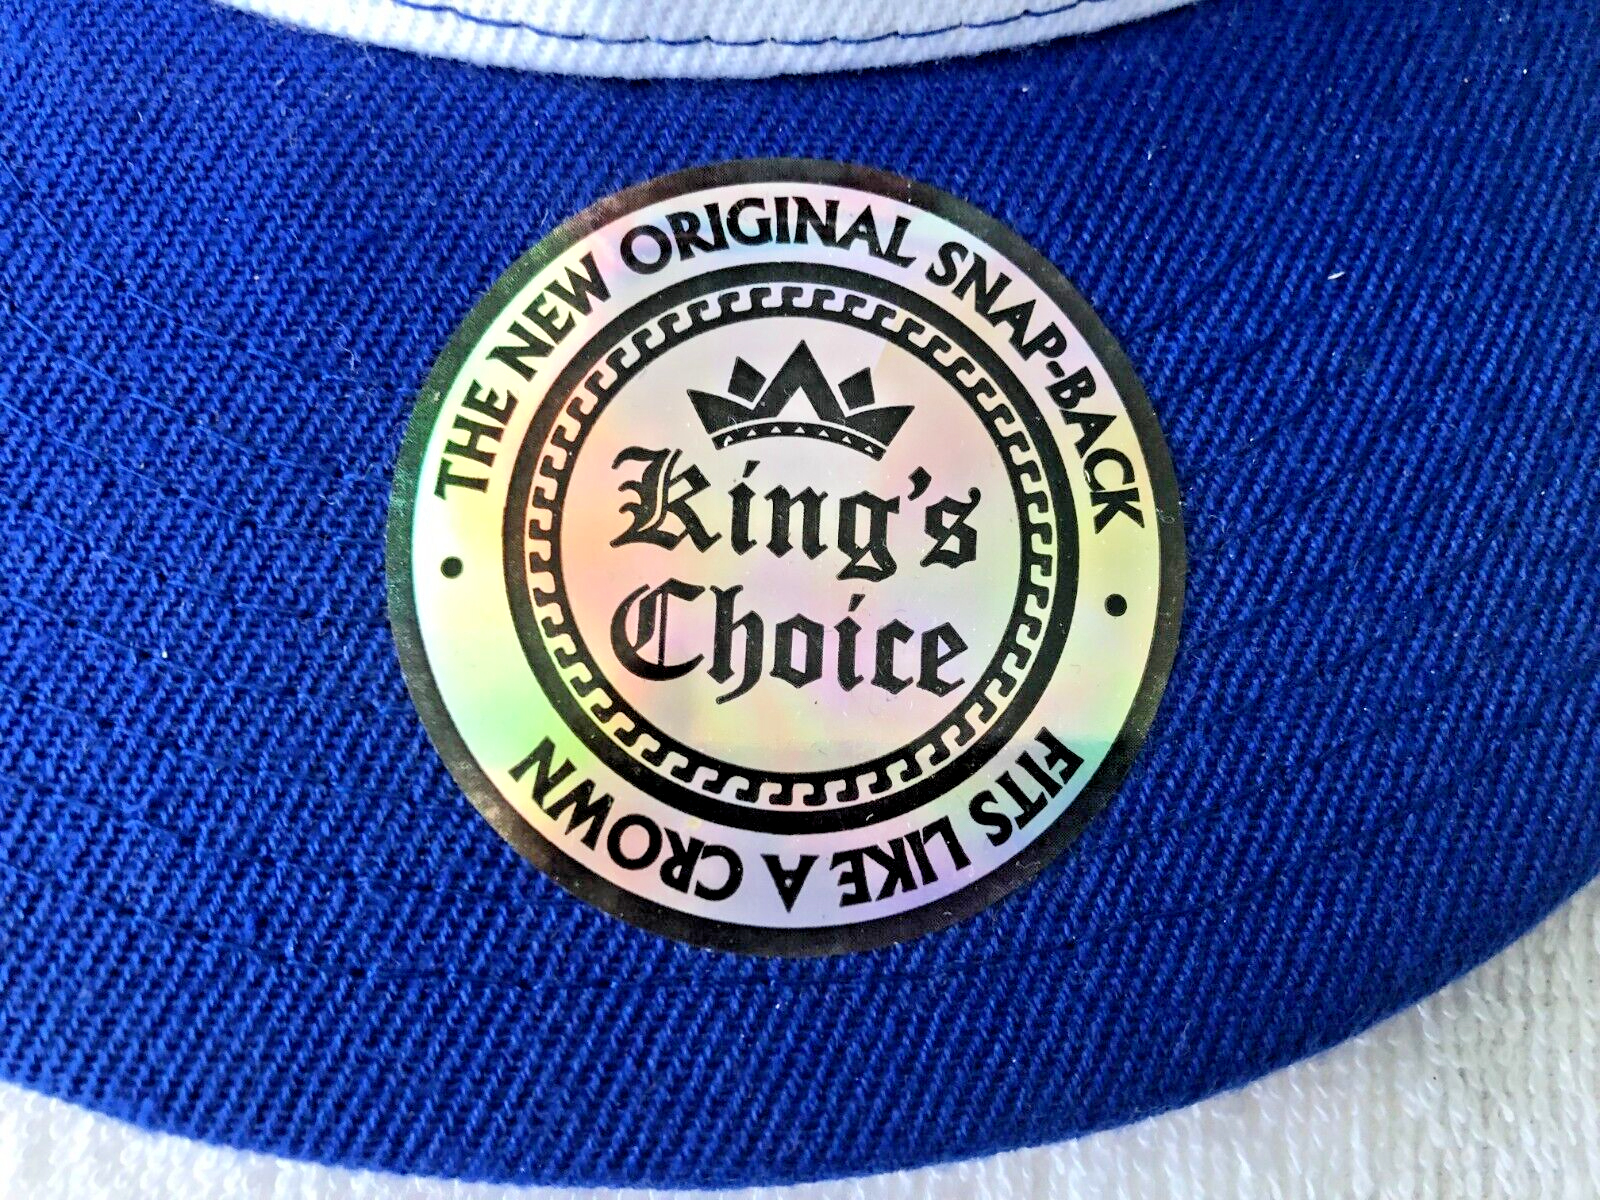 THE NEW ORIGINAL SNAP-BACK
King's
Choice
FITS LIKE A CROWN